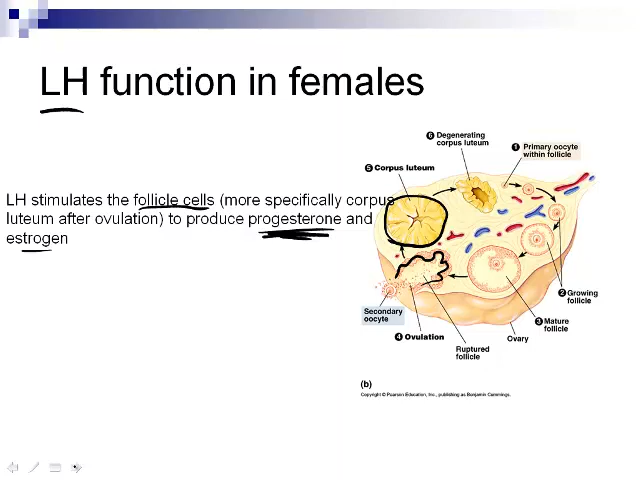 LH function in females
LH stimulates the follicle cells (more specifically corpus
luteum after ovulation) to produce progesterone and
estrogen
6 Degenerating
corpus luteum
1 Primary oocyte
within follicle
5 Corpus luteum
2 Growing
follicle
Secondary
oocyte
3 Mature
follicle
4 Ovulation
Ovary
Ruptured
follicle
(b)
Copyright © Pearson Education, Inc., publishing as Benjamin Cummings.